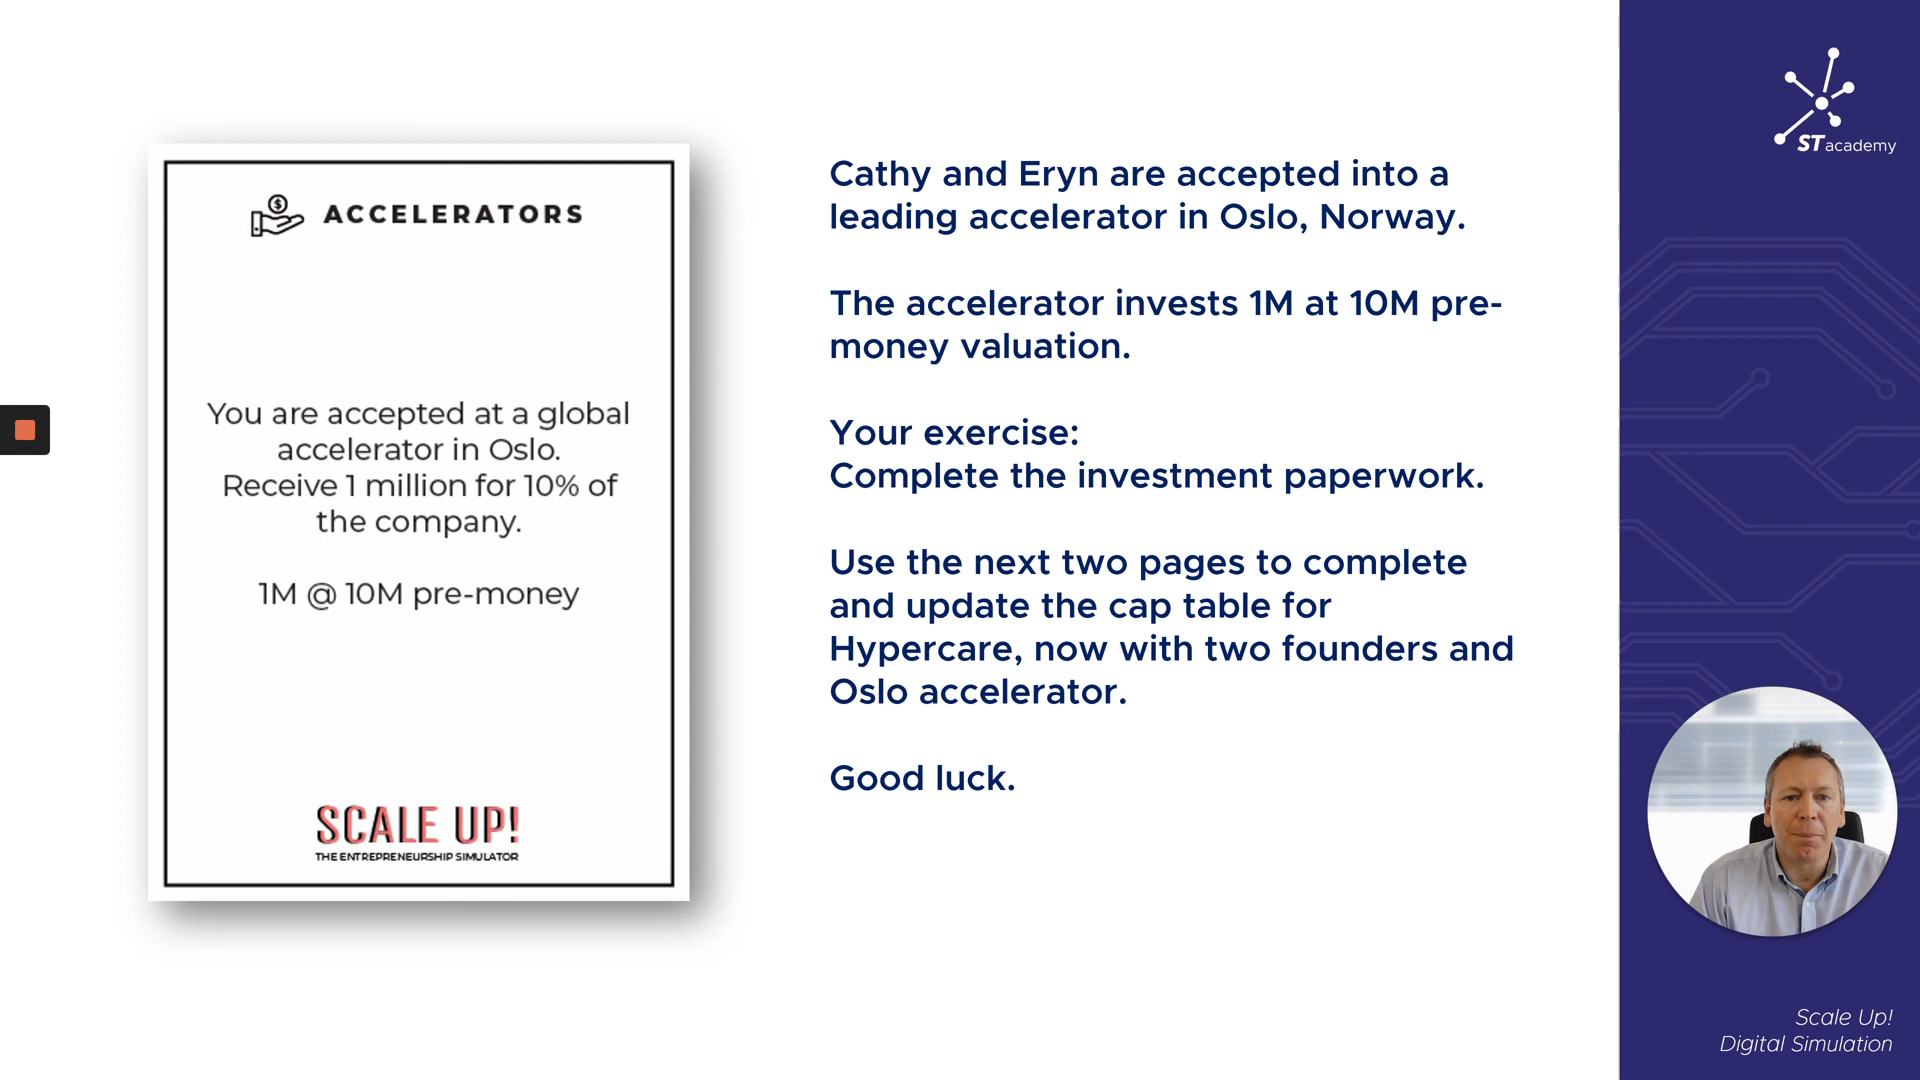 ACCELERATORS
You are accepted at a global
accelerator in Oslo.
Receive 1 million for 10% of
the company.
1M @ 10M pre-money
SCALE UP!
THE ENTREPRENEURSHIP SIMULATOR
Cathy and Eryn are accepted into a
leading accelerator in Oslo, Norway.
The accelerator invests 1M at 10M pre-
money valuation.
Your exercise:
Complete the investment paperwork.
Use the next two pages to complete
and update the cap table for
Hypercare, now with two founders and
Oslo accelerator.
Good luck.
ST academy
Scale Up!
Digital Simulation